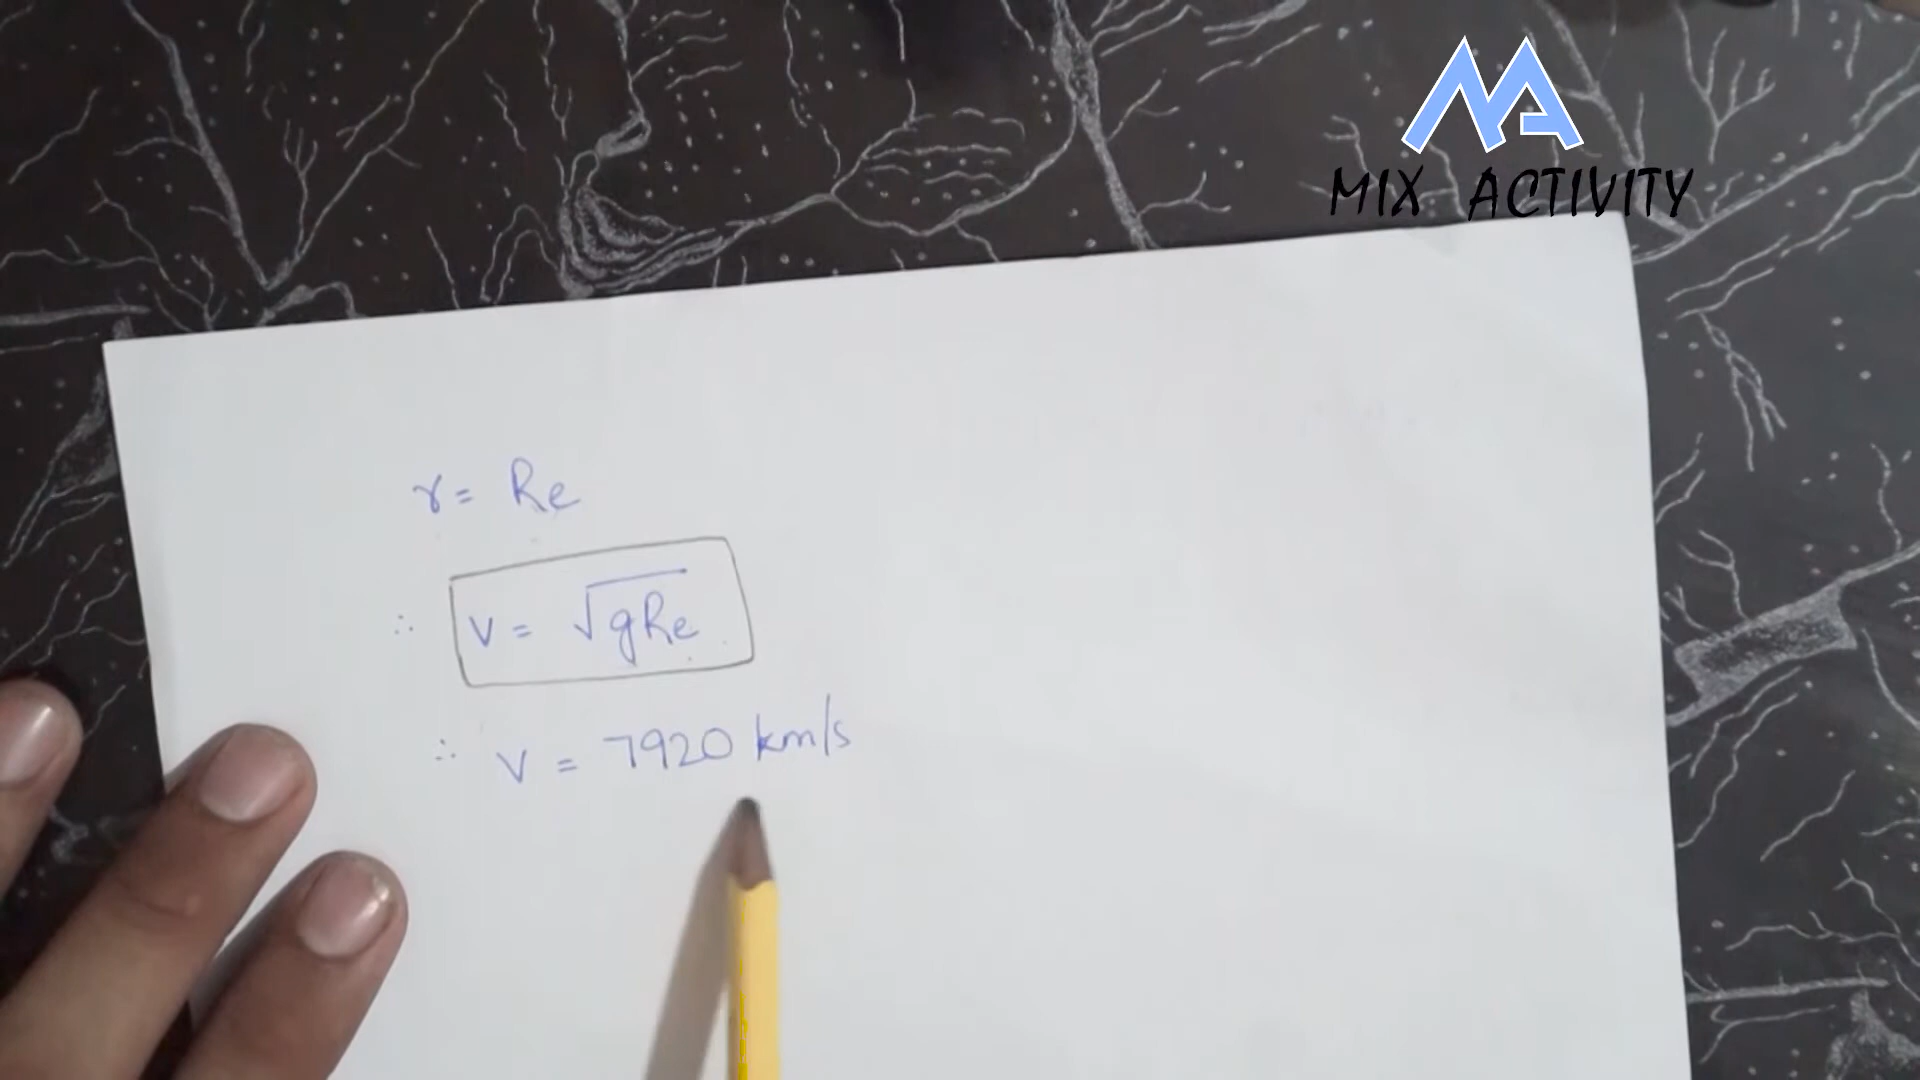 MIX ACTIVITY
r = Re
∴ v = √gRe
∴ v = 7920 km/s